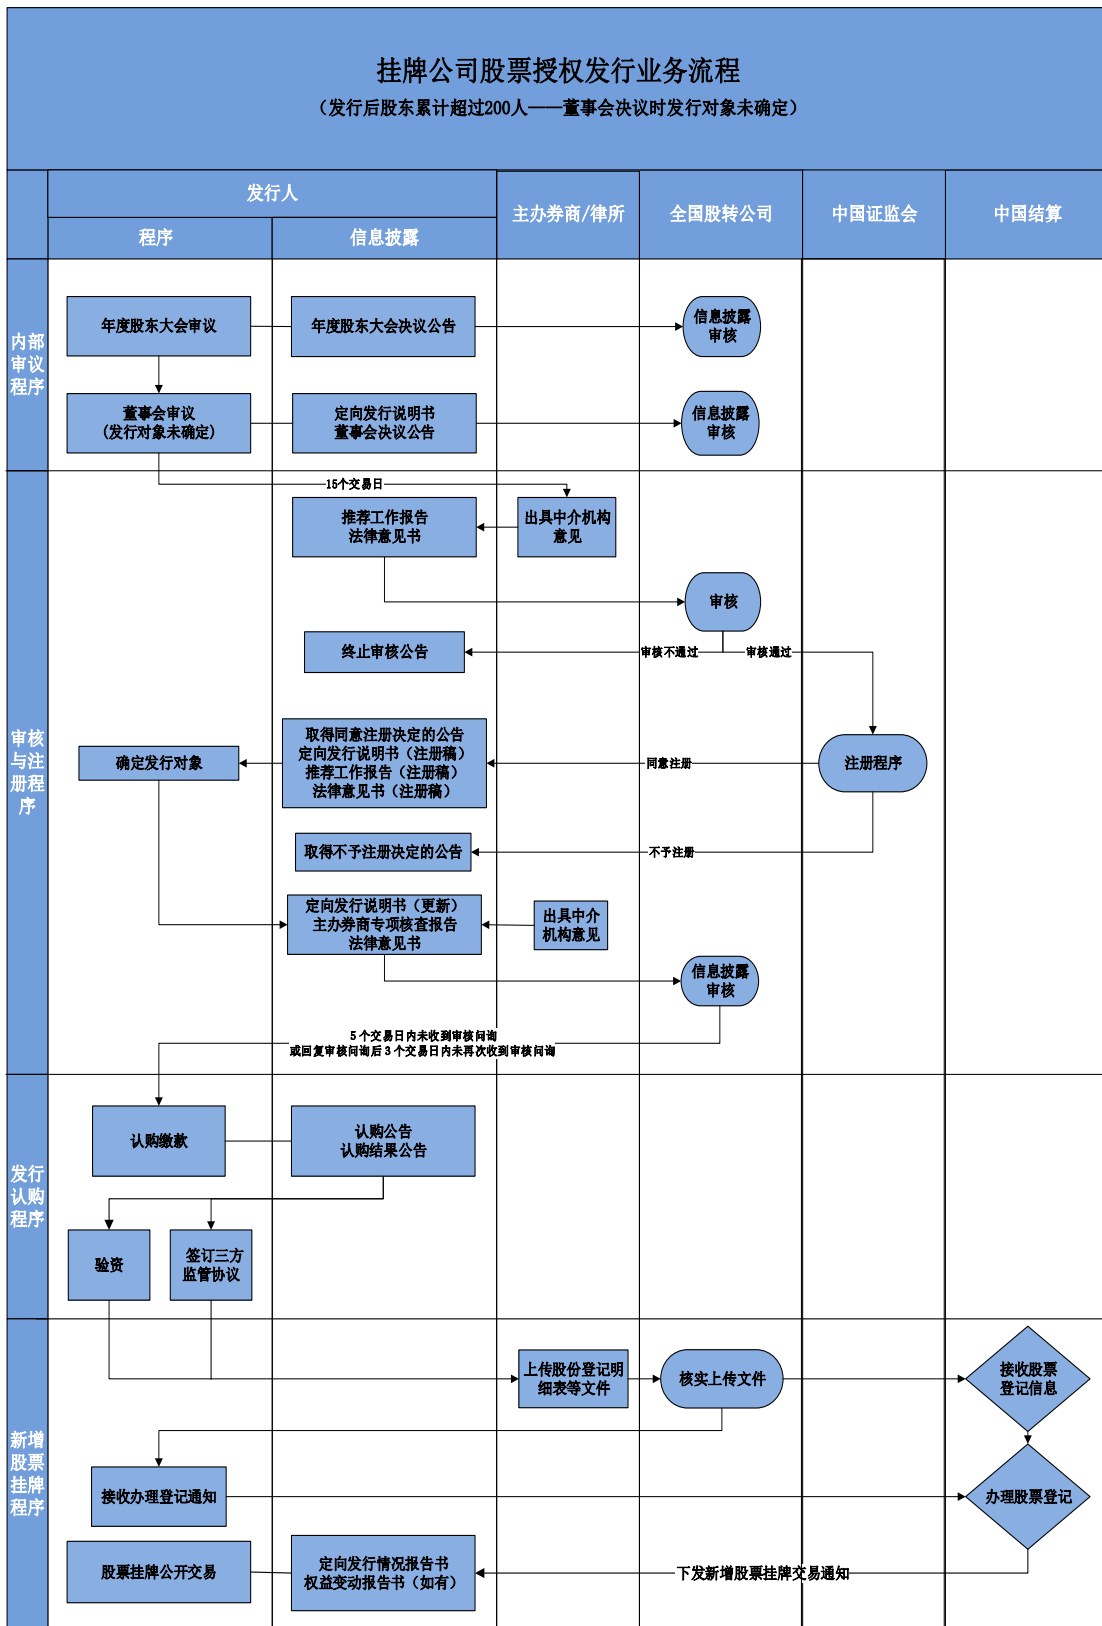 挂牌公司股票授权发行业务流程
（发行后股东累计超过200人——董事会决议时发行对象未确定）
发行人
主办券商/律所
全国股转公司
中国证监会
中国结算
程序
信息披露
内部
审议
程序
年度股东大会审议
年度股东大会决议公告
信息披露
审核
董事会审议
(发行对象未确定)
定向发行说明书
董事会决议公告
信息披露
审核
审核
与注
册程
序
15个交易日
推荐工作报告
法律意见书
出具中介机构
意见
审核
终止审核公告
审核不通过
审核通过
确定发行对象
取得同意注册决定的公告
定向发行说明书（注册稿）
推荐工作报告（注册稿）
法律意见书（注册稿）
同意注册
注册程序
取得不予注册决定的公告
不予注册
定向发行说明书（更新）
主办券商专项核查报告
法律意见书
出具中介
机构意见
信息披露
审核
5个交易日内未收到审核问询
或回复审核问询后3个交易日内未再次收到审核问询
发行
认购
程序
认购缴款
认购公告
认购结果公告
验资
签订三方
监管协议
新增
股票
挂牌
程序
上传股份登记明
细表等文件
核实上传文件
接收股票
登记信息
接收办理登记通知
办理股票登记
股票挂牌公开交易
定向发行情况报告书
权益变动报告书（如有）
下发新增股票挂牌交易通知